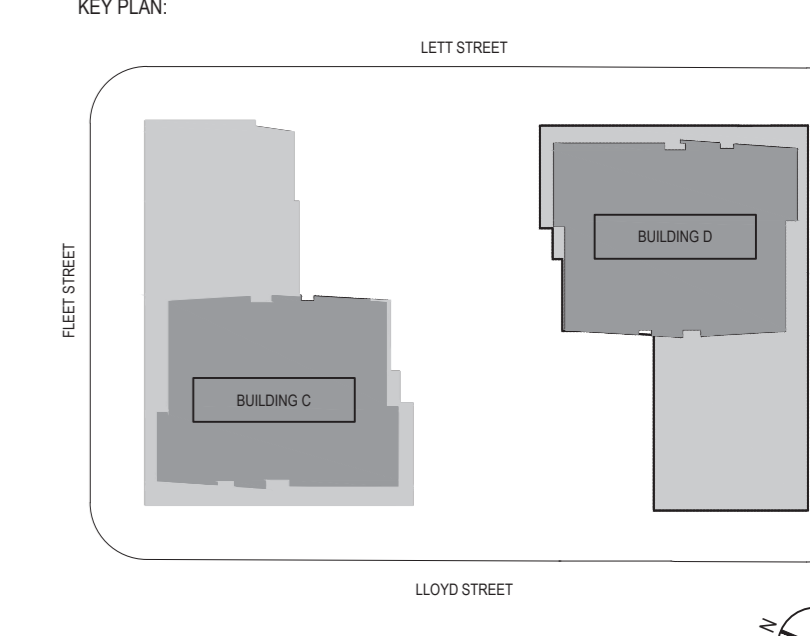 KEY PLAN:
LETT STREET
BUILDING D
FLEET STREET
BUILDING C
LLOYD STREET
N